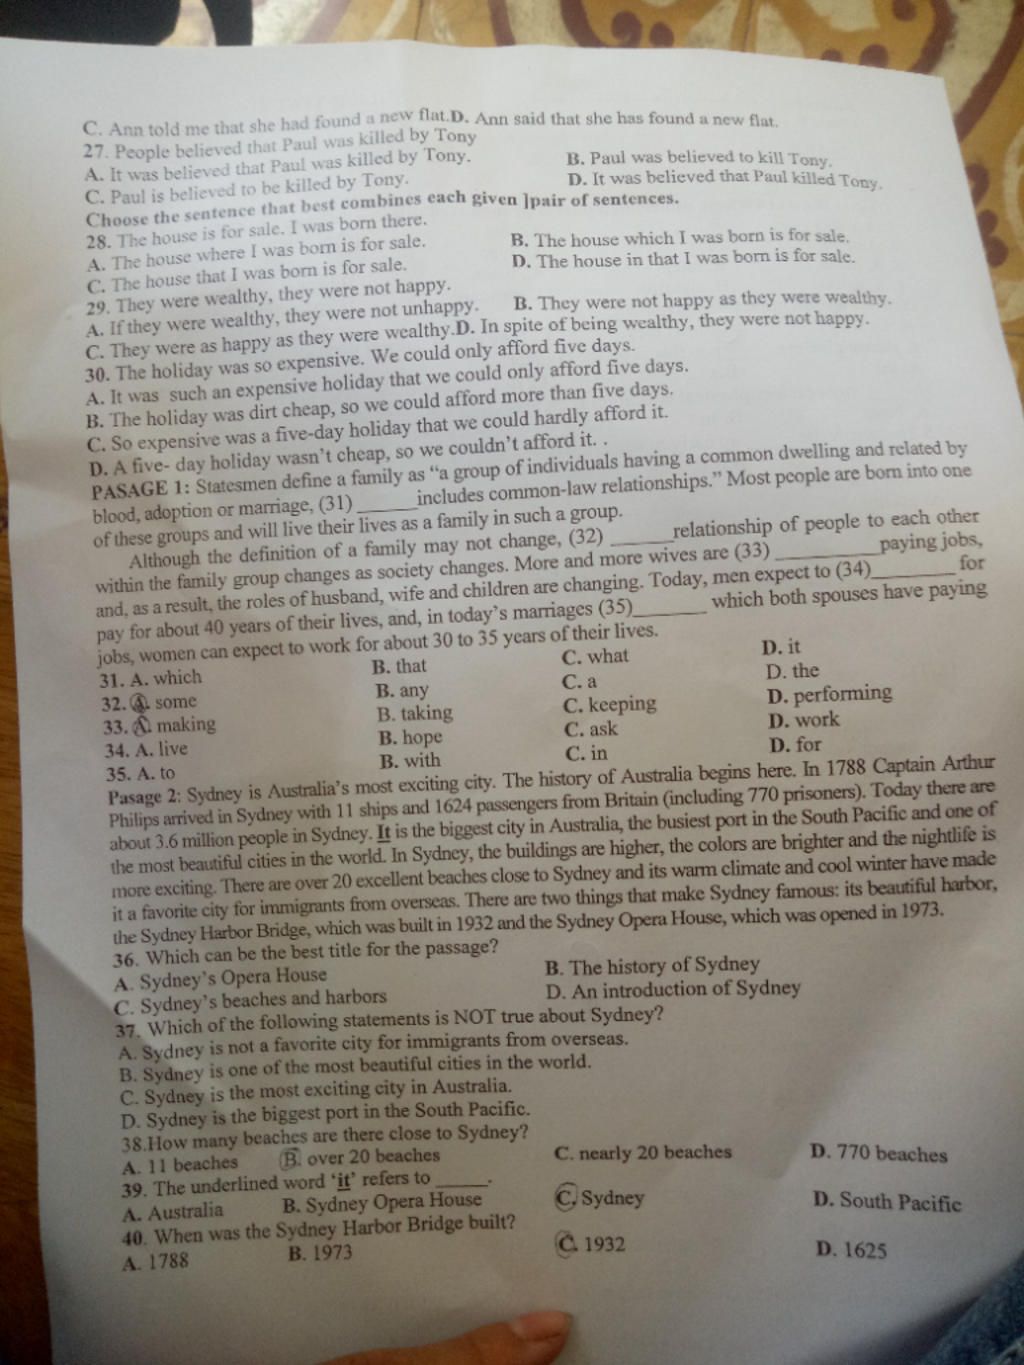 C. Ann told me that she had found a new flat.D. Ann said that she has found a new flat.
27. People believed that Paul was killed by Tony
A. It was believed that Paul was killed by Tony. B. Paul was believed to kill Tony.
C. Paul is believed to be killed by Tony. D. It was believed that Paul killed Tony.
Choose the sentence that best combines each given ]pair of sentences.
28. The house is for sale. I was born there.
A. The house where I was born is for sale. B. The house which I was born is for sale.
C. The house that I was born is for sale. D. The house in that I was born is for sale.
29. They were wealthy, they were not happy.
A. If they were wealthy, they were not unhappy. B. They were not happy as they were wealthy.
C. They were as happy as they were wealthy.D. In spite of being wealthy, they were not happy.
30. The holiday was so expensive. We could only afford five days.
A. It was such an expensive holiday that we could only afford five days.
B. The holiday was dirt cheap, so we could afford more than five days.
C. So expensive was a five-day holiday that we could hardly afford it.
D. A five- day holiday wasn't cheap, so we couldn't afford it. .
PASAGE 1: Statesmen define a family as "a group of individuals having a common dwelling and related by
blood, adoption or marriage, (31) ______includes common-law relationships." Most people are born into one
of these groups and will live their lives as a family in such a group.
Although the definition of a family may not change, (32) ______relationship of people to each other
within the family group changes as society changes. More and more wives are (33) __________paying jobs,
and, as a result, the roles of husband, wife and children are changing. Today, men expect to (34)________ for
pay for about 40 years of their lives, and, in today's marriages (35)_______ which both spouses have paying
jobs, women can expect to work for about 30 to 35 years of their lives.
31. A. which B. that C. what D. it
32. A. some B. any C. a D. the
33. A. making B. taking C. keeping D. performing
34. A. live B. hope C. ask D. work
35. A. to B. with C. in D. for
Pasage 2: Sydney is Australia's most exciting city. The history of Australia begins here. In 1788 Captain Arthur
Philips arrived in Sydney with 11 ships and 1624 passengers from Britain (including 770 prisoners). Today there are
about 3.6 million people in Sydney. It is the biggest city in Australia, the busiest port in the South Pacific and one of
the most beautiful cities in the world. In Sydney, the buildings are higher, the colors are brighter and the nightlife is
more exciting. There are over 20 excellent beaches close to Sydney and its warm climate and cool winter have made
it a favorite city for immigrants from overseas. There are two things that make Sydney famous: its beautiful harbor,
the Sydney Harbor Bridge, which was built in 1932 and the Sydney Opera House, which was opened in 1973.
36. Which can be the best title for the passage?
A. Sydney's Opera House B. The history of Sydney
C. Sydney's beaches and harbors D. An introduction of Sydney
37. Which of the following statements is NOT true about Sydney?
A. Sydney is not a favorite city for immigrants from overseas.
B. Sydney is one of the most beautiful cities in the world.
C. Sydney is the most exciting city in Australia.
D. Sydney is the biggest port in the South Pacific.
38.How many beaches are there close to Sydney?
A. 11 beaches B. over 20 beaches C. nearly 20 beaches D. 770 beaches
39. The underlined word 'it' refers to _____.
A. Australia B. Sydney Opera House C. Sydney D. South Pacific
40. When was the Sydney Harbor Bridge built?
A. 1788 B. 1973 C. 1932 D. 1625